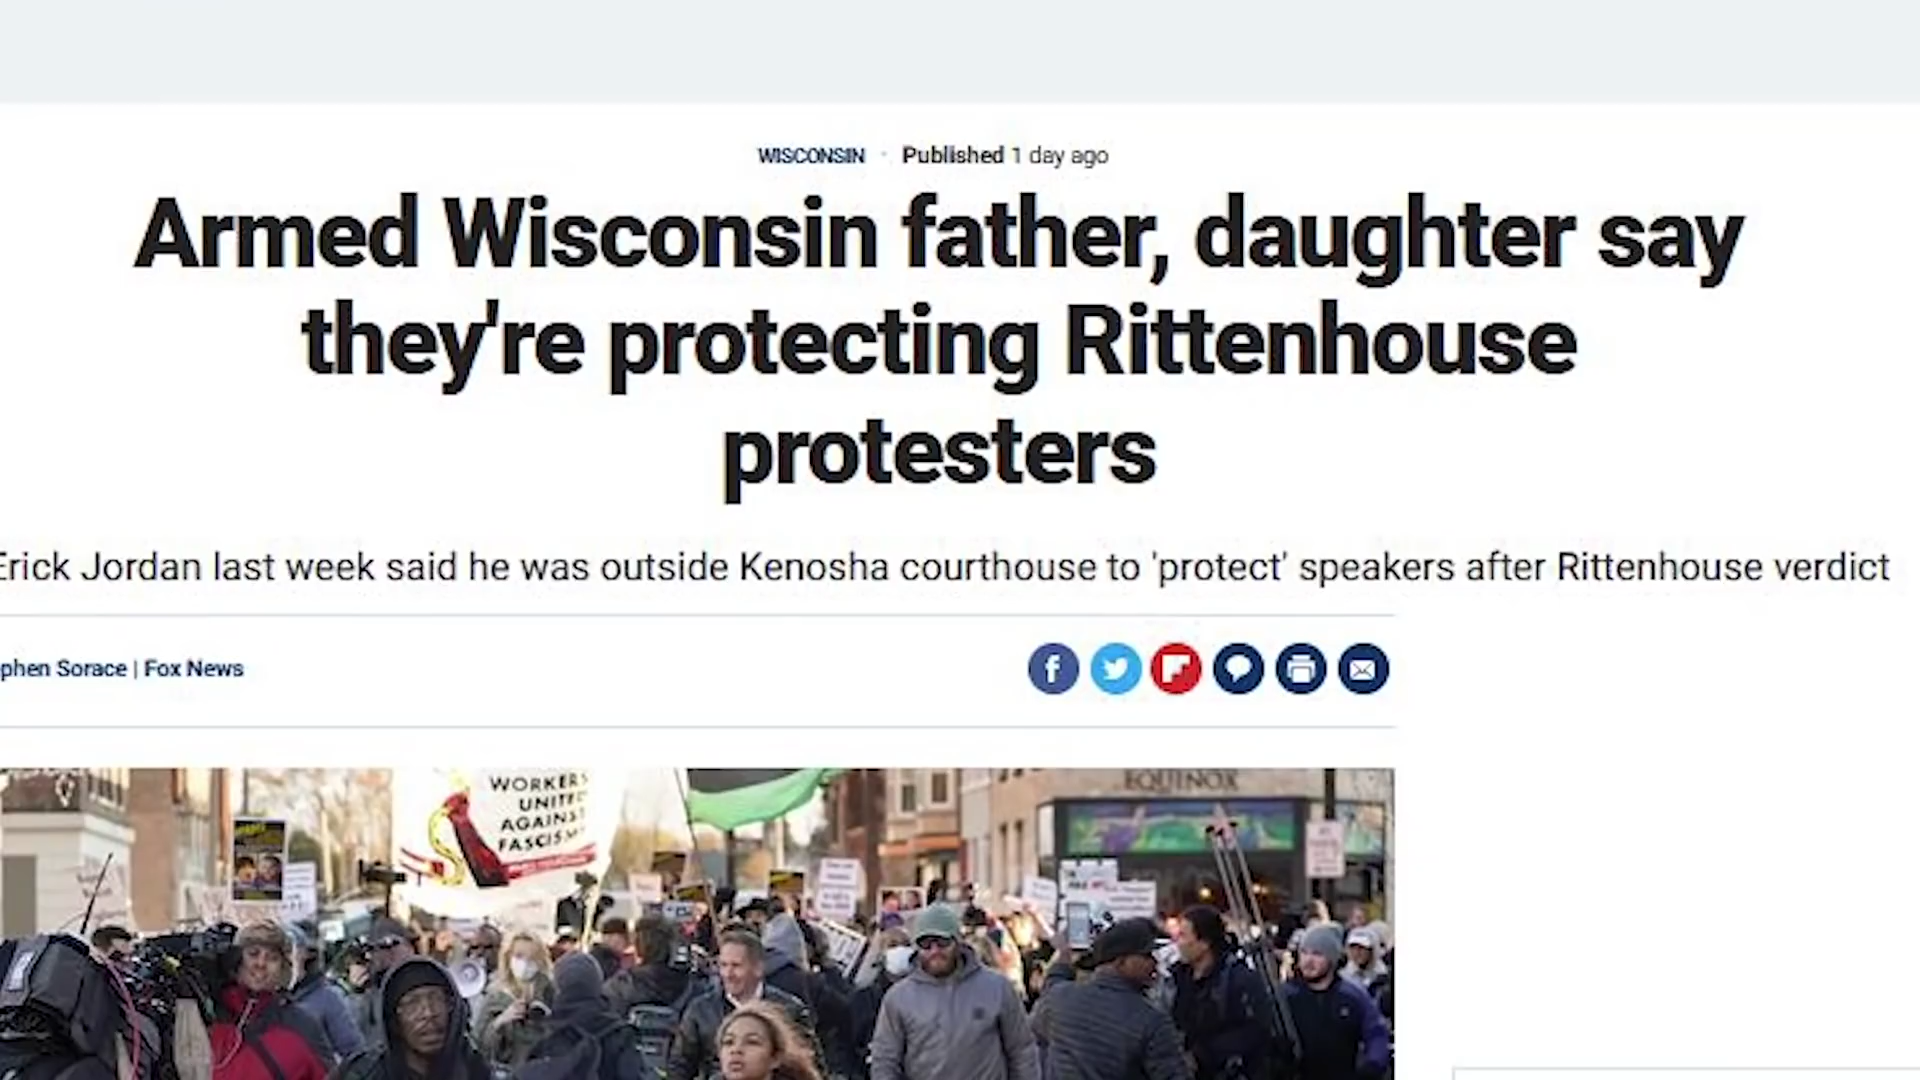 WISCONSIN · Published 1 day ago
Armed Wisconsin father, daughter say
they're protecting Rittenhouse
protesters
Erick Jordan last week said he was outside Kenosha courthouse to 'protect' speakers after Rittenhouse verdict
phen Sorace | Fox News
WORKERS
UNITED
AGAINST
FASCISM
EQUINOX